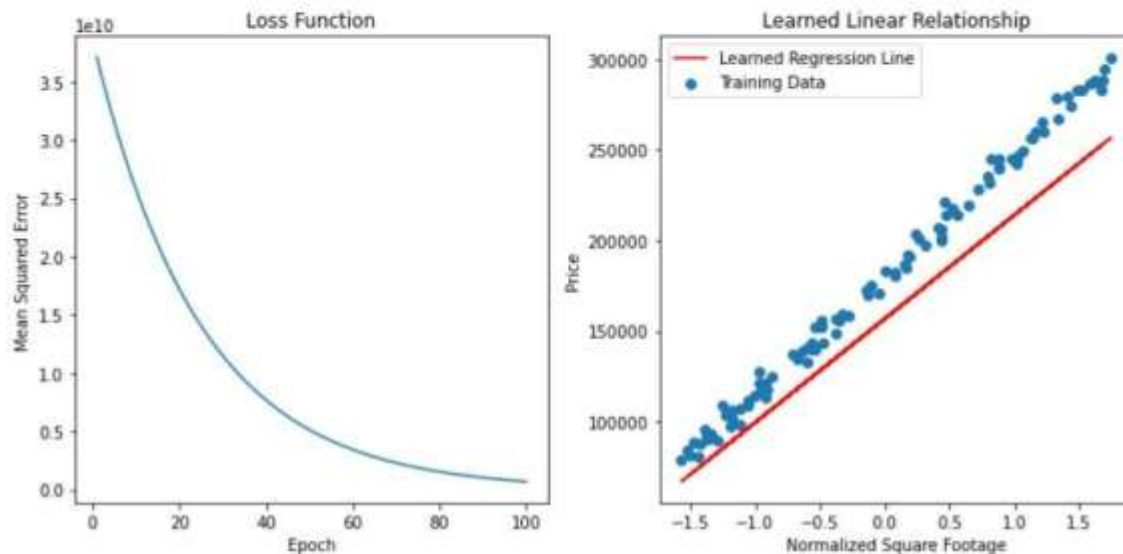 Loss Function
1e10
3.5
3.0
2.5
2.0
1.5
1.0
0.5
0.0
Mean Squared Error
0
20
40
60
80
100
Epoch
Learned Linear Relationship
Learned Regression Line
Training Data
300000
250000
200000
150000
100000
Price
−1.5
−1.0
−0.5
0.0
0.5
1.0
1.5
Normalized Square Footage